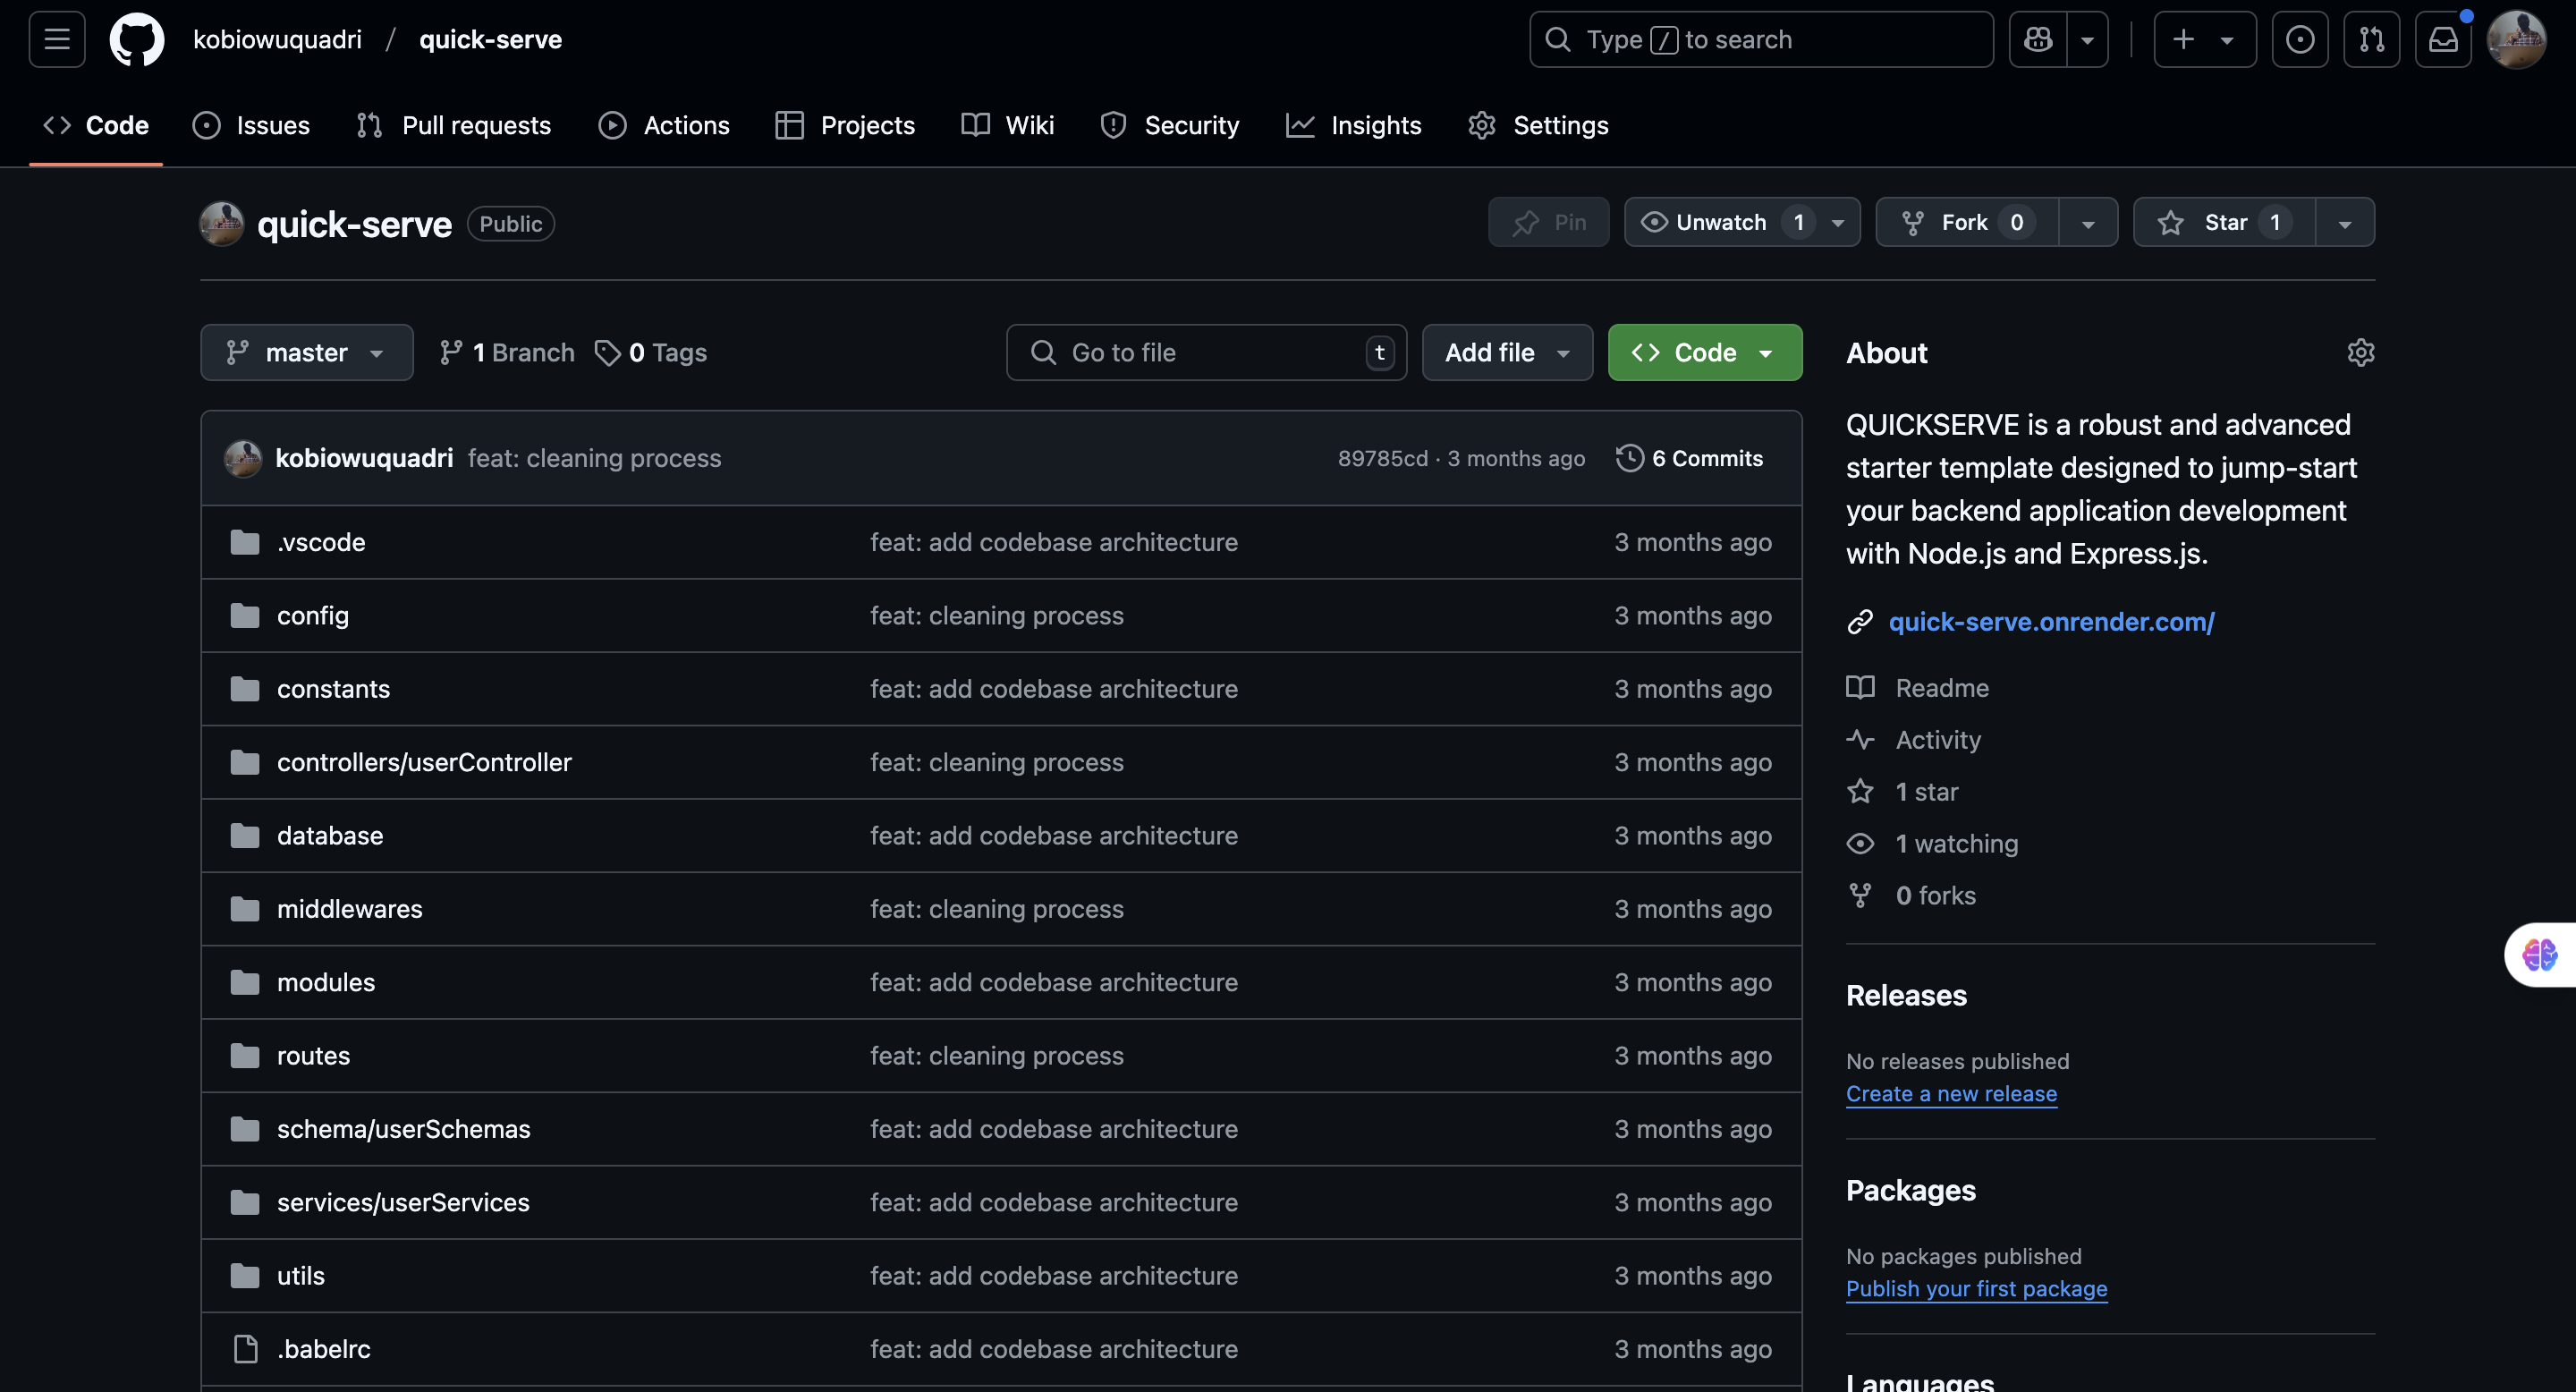 kobiowuquadri / quick-serve
Type / to search
Code Issues Pull requests Actions Projects Wiki Security Insights Settings
quick-serve Public
Pin Unwatch 1 Fork 0 Star 1
master 1 Branch 0 Tags Go to file t Add file Code
kobiowuquadri feat: cleaning process 89785cd · 3 months ago 6 Commits
.vscode feat: add codebase architecture 3 months ago
config feat: cleaning process 3 months ago
constants feat: add codebase architecture 3 months ago
controllers/userController feat: cleaning process 3 months ago
database feat: add codebase architecture 3 months ago
middlewares feat: cleaning process 3 months ago
modules feat: add codebase architecture 3 months ago
routes feat: cleaning process 3 months ago
schema/userSchemas feat: add codebase architecture 3 months ago
services/userServices feat: add codebase architecture 3 months ago
utils feat: add codebase architecture 3 months ago
.babelrc feat: add codebase architecture 3 months ago
About
QUICKSERVE is a robust and advanced
starter template designed to jump-start
your backend application development
with Node.js and Express.js.
quick-serve.onrender.com/
Readme
Activity
1 star
1 watching
0 forks
Releases
No releases published
Create a new release
Packages
No packages published
Publish your first package
Languages